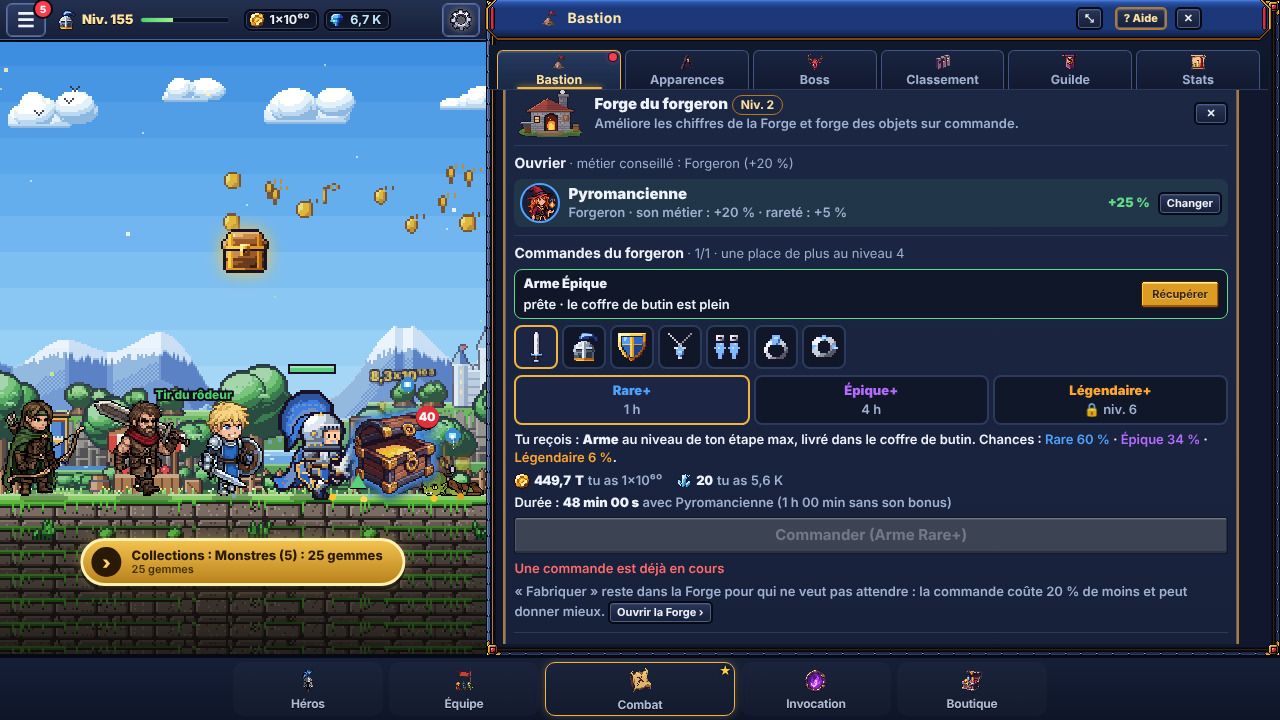 5
Niv. 155
1×10⁶⁰
6,7 K
Bastion
? Aide
Bastion
Apparences
Boss
Classement
Guilde
Stats
Forge du forgeron Niv. 2
Améliore les chiffres de la Forge et forge des objets sur commande.
Ouvrier · métier conseillé : Forgeron (+20 %)
Pyromancienne
Forgeron · son métier : +20 % · rareté : +5 %
+25 %
Changer
Commandes du forgeron · 1/1 · une place de plus au niveau 4
Arme Épique
prête · le coffre de butin est plein
Récupérer
Rare+
1 h
Épique+
4 h
Légendaire+
niv. 6
Tu reçois : Arme au niveau de ton étape max, livré dans le coffre de butin. Chances : Rare 60 % · Épique 34 % ·
Légendaire 6 %.
449,7 T tu as 1×10⁶⁰ 20 tu as 5,6 K
Durée : 48 min 00 s avec Pyromancienne (1 h 00 min sans son bonus)
Commander (Arme Rare+)
Une commande est déjà en cours
« Fabriquer » reste dans la Forge pour qui ne veut pas attendre : la commande coûte 20 % de moins et peut
donner mieux. Ouvrir la Forge ›
Tir du rôdeur
40
Collections : Monstres (5) : 25 gemmes
25 gemmes
Héros
Équipe
Combat
Invocation
Boutique